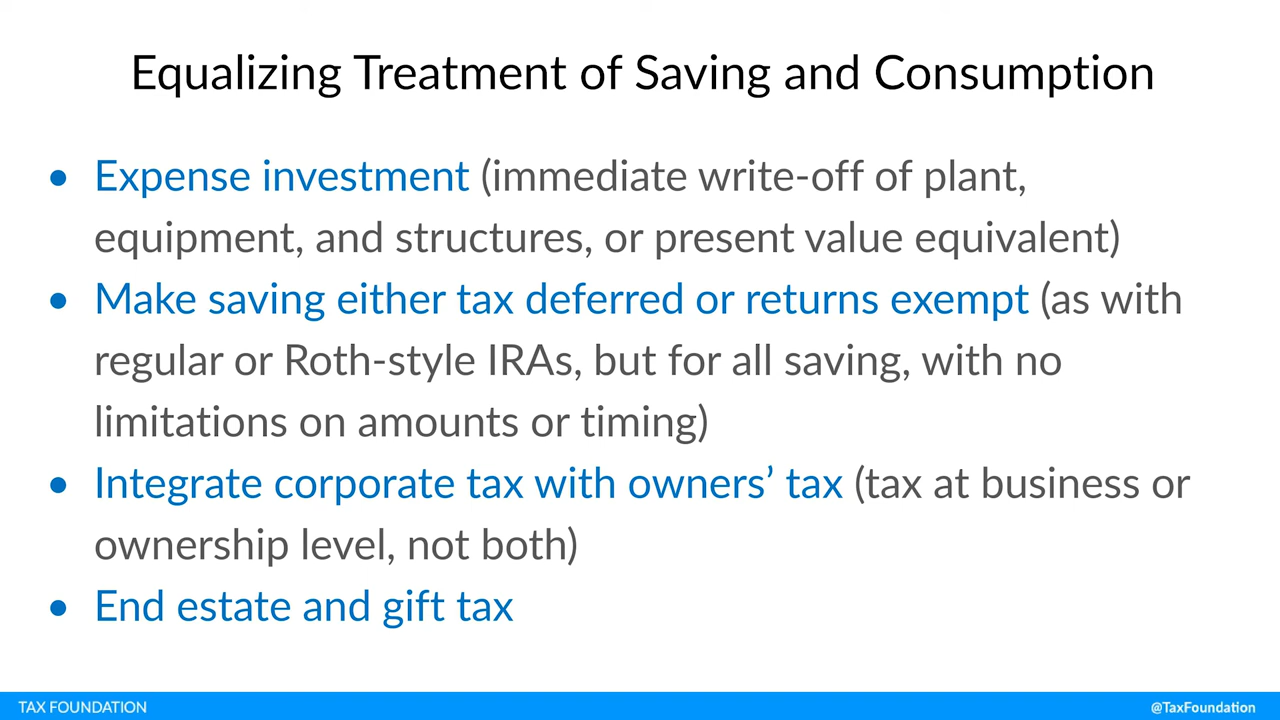 Equalizing Treatment of Saving and Consumption
• Expense investment (immediate write-off of plant,
equipment, and structures, or present value equivalent)
• Make saving either tax deferred or returns exempt (as with
regular or Roth-style IRAs, but for all saving, with no
limitations on amounts or timing)
• Integrate corporate tax with owners’ tax (tax at business or
ownership level, not both)
• End estate and gift tax
TAX FOUNDATION
@TaxFoundation